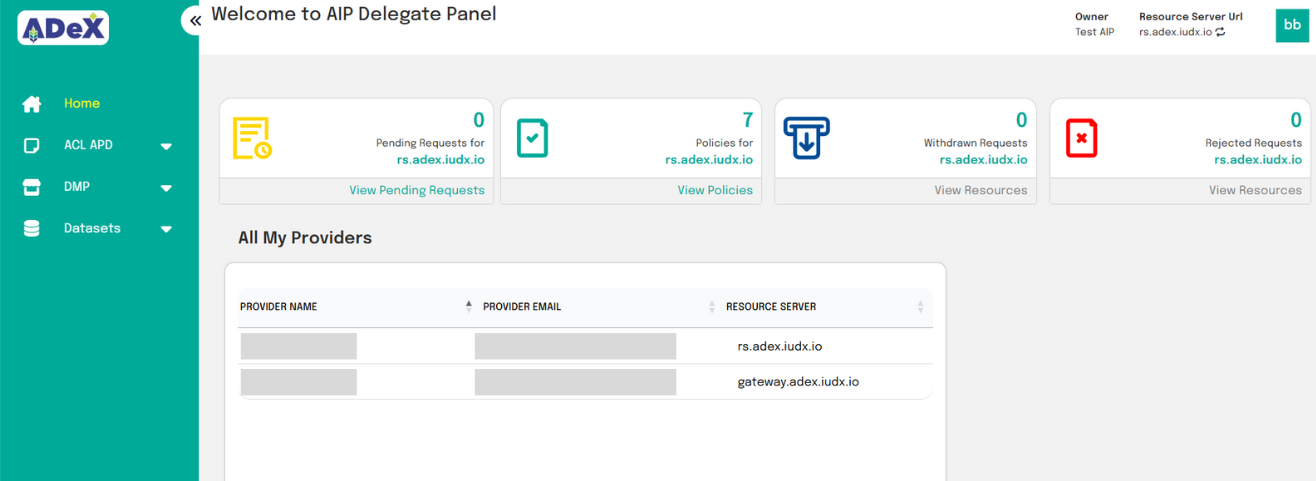 ADeX
«
Welcome to AIP Delegate Panel
Owner
Test AIP
Resource Server Url
rs.adex.iudx.io
bb
Home
ACL APD
DMP
Datasets
0
Pending Requests for
rs.adex.iudx.io
View Pending Requests
7
Policies for
rs.adex.iudx.io
View Policies
0
Withdrawn Requests
rs.adex.iudx.io
View Resources
0
Rejected Requests
rs.adex.iudx.io
View Resources
All My Providers
PROVIDER NAME PROVIDER EMAIL RESOURCE SERVER
rs.adex.iudx.io
gateway.adex.iudx.io